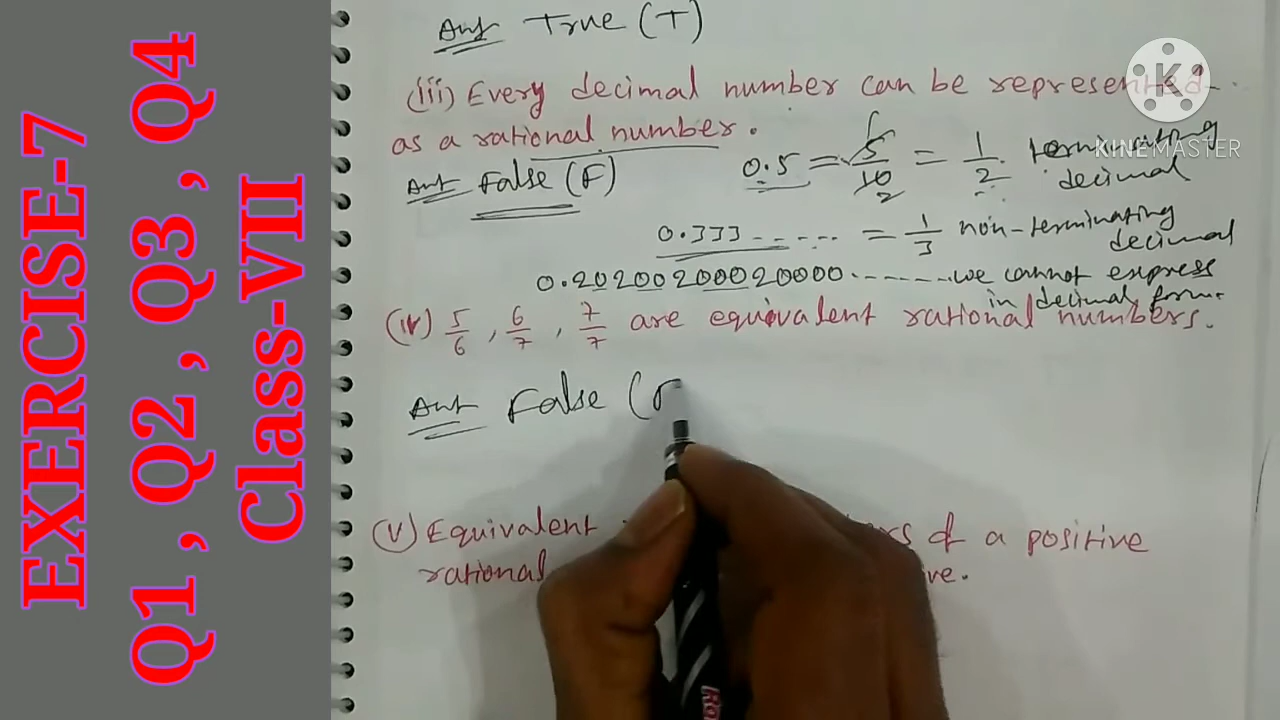 EXERCISE-7
Q1 , Q2 , Q3 , Q4
Class-VII
Ans True (T)
(iii) Every decimal number can be represented
as a rational number.
Ans False (F)
0.5 = 5/10 = 1/2 terminating
decimal
0.333...... = 1/3 non-terminating
decimal
0.20200200020000........we cannot express
in decimal form.
(iv) 5/6 , 6/7 , 7/7 are equivalent rational numbers.
Ans False (F
(v) Equivalent of a positive
rational
KINEMASTER